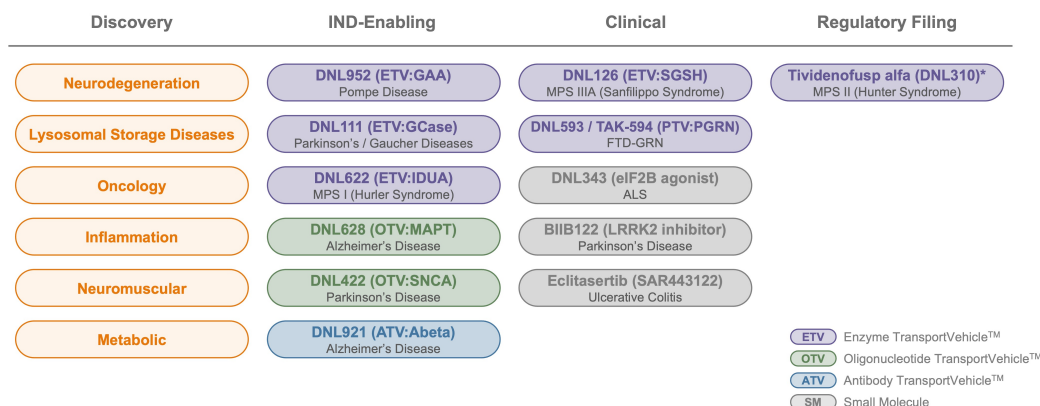 Discovery
IND-Enabling
Clinical
Regulatory Filing
Neurodegeneration
DNL952 (ETV:GAA)
Pompe Disease
DNL126 (ETV:SGSH)
MPS IIIA (Sanfilippo Syndrome)
Tividenofusp alfa (DNL310)*
MPS II (Hunter Syndrome)
Lysosomal Storage Diseases
DNL111 (ETV:GCase)
Parkinson's / Gaucher Diseases
DNL593 / TAK-594 (PTV:PGRN)
FTD-GRN
Oncology
DNL622 (ETV:IDUA)
MPS I (Hurler Syndrome)
DNL343 (eIF2B agonist)
ALS
Inflammation
DNL628 (OTV:MAPT)
Alzheimer's Disease
BIIB122 (LRRK2 inhibitor)
Parkinson's Disease
Neuromuscular
DNL422 (OTV:SNCA)
Parkinson's Disease
Eclitasertib (SAR443122)
Ulcerative Colitis
Metabolic
DNL921 (ATV:Abeta)
Alzheimer's Disease
ETV Enzyme TransportVehicle™
OTV Oligonucleotide TransportVehicle™
ATV Antibody TransportVehicle™
SM Small Molecule